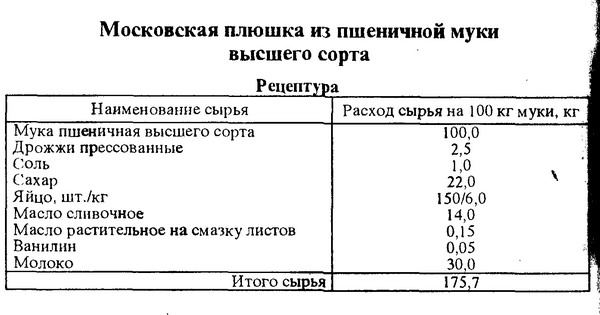 Московская плюшка из пшеничной муки
высшего сорта
Рецептура
Наименование сырья Расход сырья на 100 кг муки, кг
Мука пшеничная высшего сорта 100,0
Дрожжи прессованные 2,5
Соль 1,0
Сахар 22,0
Яйцо, шт./кг 150/6,0
Масло сливочное 14,0
Масло растительное на смазку листов 0,15
Ванилин 0,05
Молоко 30,0
Итого сырья 175,7